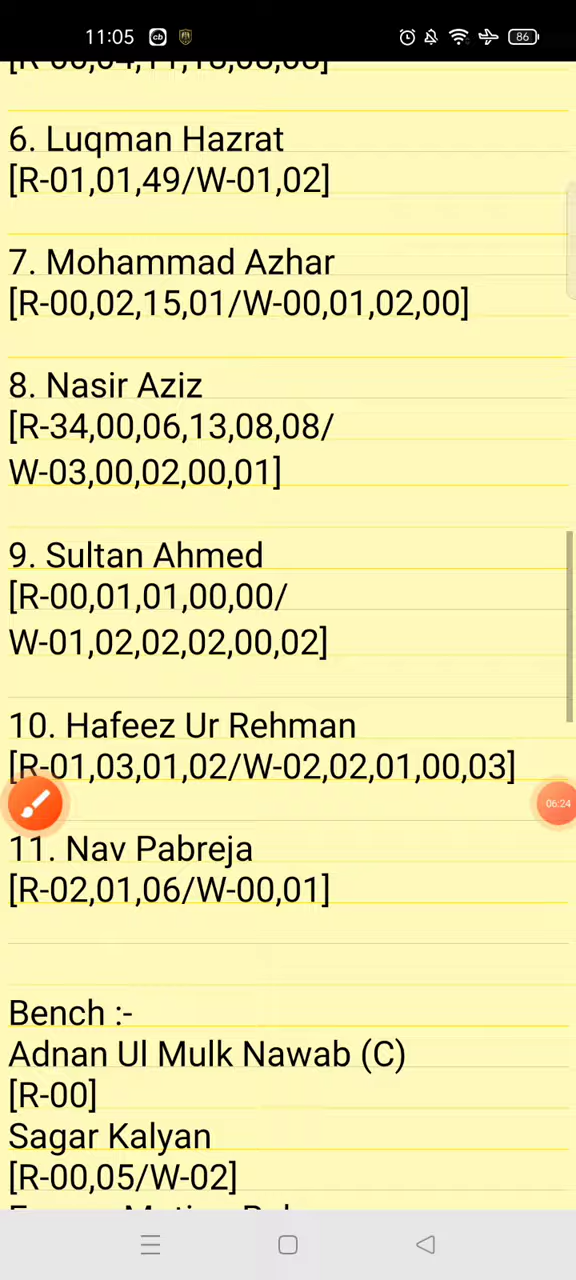 11:05
cb
86
6. Luqman Hazrat
[R-01,01,49/W-01,02]
7. Mohammad Azhar
[R-00,02,15,01/W-00,01,02,00]
8. Nasir Aziz
[R-34,00,06,13,08,08/
W-03,00,02,00,01]
9. Sultan Ahmed
[R-00,01,01,00,00/
W-01,02,02,02,00,02]
10. Hafeez Ur Rehman
[R-01,03,01,02/W-02,02,01,00,03]
06:24
11. Nav Pabreja
[R-02,01,06/W-00,01]
Bench :-
Adnan Ul Mulk Nawab (C)
[R-00]
Sagar Kalyan
[R-00,05/W-02]